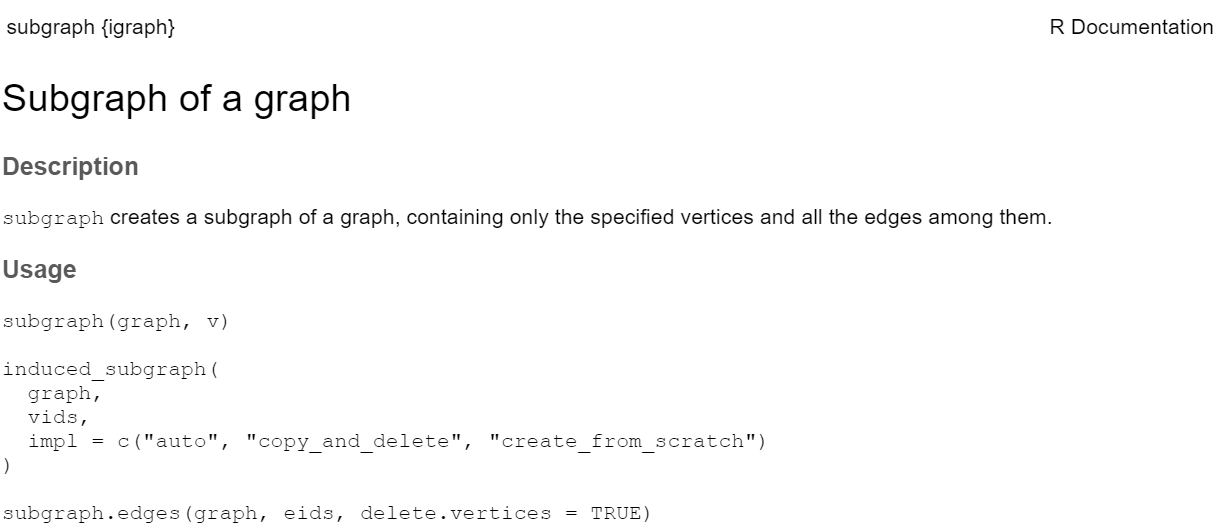 subgraph {igraph} R Documentation
Subgraph of a graph
Description
subgraph creates a subgraph of a graph, containing only the specified vertices and all the edges among them.
Usage
subgraph(graph, v)
induced_subgraph(
  graph,
  vids,
  impl = c("auto", "copy_and_delete", "create_from_scratch")
)
subgraph.edges(graph, eids, delete.vertices = TRUE)